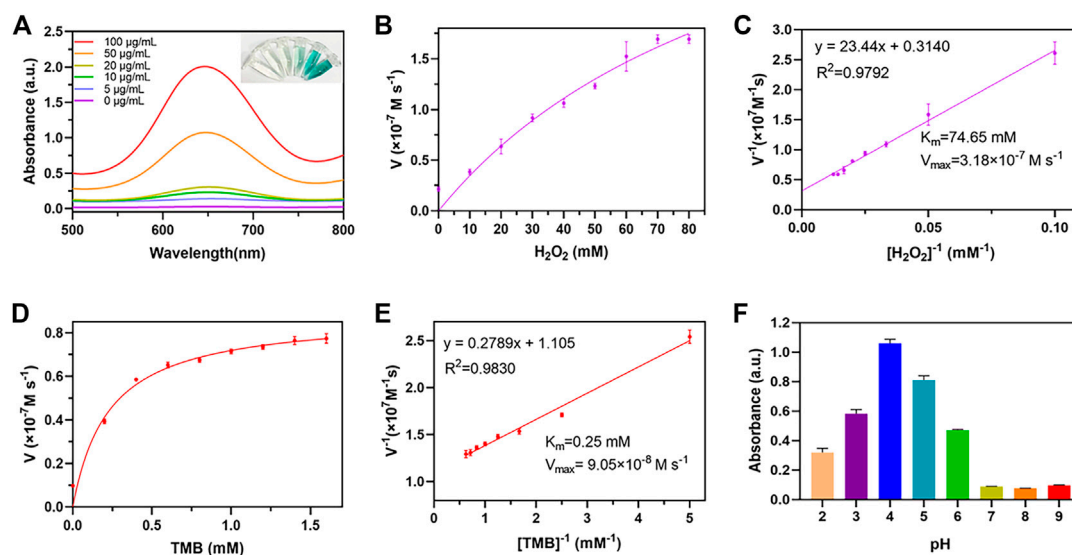 A
100 µg/mL
50 µg/mL
20 µg/mL
10 µg/mL
5 µg/mL
0 µg/mL
Absorbance (a.u.)
2.5
2.0
1.5
1.0
0.5
0.0
500 600 700 800
Wavelength(nm)
B
V (×10⁻⁷ M s⁻¹)
2.0
1.5
1.0
0.5
0.0
0 10 20 30 40 50 60 70 80
H₂O₂ (mM)
C
y = 23.44x + 0.3140
R²=0.9792
Kₘ=74.65 mM
Vₘₐₓ=3.18×10⁻⁷ M s⁻¹
V⁻¹(×10⁷M⁻¹s)
3.0
2.5
2.0
1.5
1.0
0.5
0.0
0.00 0.05 0.10
[H₂O₂]⁻¹ (mM⁻¹)
D
V (×10⁻⁷M s⁻¹)
1.0
0.8
0.6
0.4
0.2
0.0
0.0 0.5 1.0 1.5
TMB (mM)
E
y = 0.2789x + 1.105
R²=0.9830
Kₘ=0.25 mM
Vₘₐₓ= 9.05×10⁻⁸ M s⁻¹
V⁻¹(×10⁷M⁻¹s)
2.5
2.0
1.5
1.0
0 1 2 3 4 5
[TMB]⁻¹ (mM⁻¹)
F
Absorbance (a.u.)
1.2
1.0
0.8
0.6
0.4
0.2
0.0
2 3 4 5 6 7 8 9
pH